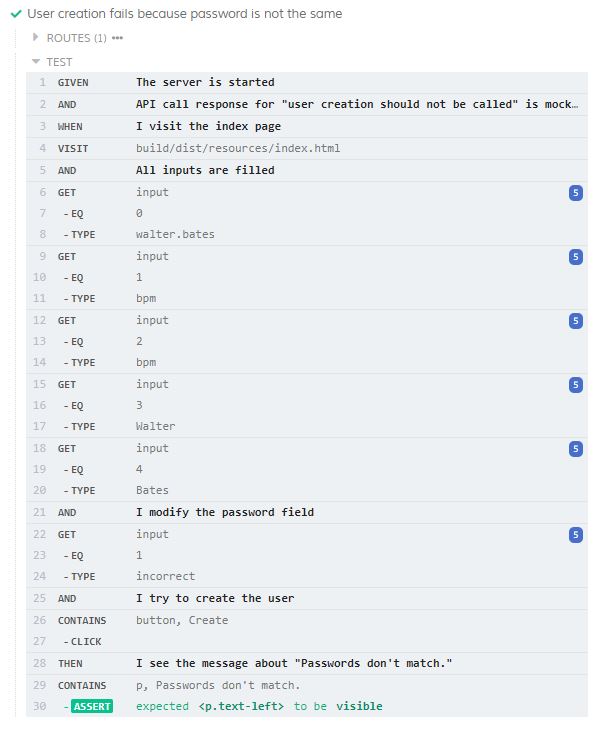 User creation fails because password is not the same
ROUTES (1) •••
TEST
1 GIVEN The server is started
2 AND API call response for "user creation should not be called" is mock…
3 WHEN I visit the index page
4 VISIT build/dist/resources/index.html
5 AND All inputs are filled
6 GET input 5
7 -EQ 0
8 -TYPE walter.bates
9 GET input 5
10 -EQ 1
11 -TYPE bpm
12 GET input 5
13 -EQ 2
14 -TYPE bpm
15 GET input 5
16 -EQ 3
17 -TYPE Walter
18 GET input 5
19 -EQ 4
20 -TYPE Bates
21 AND I modify the password field
22 GET input 5
23 -EQ 1
24 -TYPE incorrect
25 AND I try to create the user
26 CONTAINS button, Create
27 -CLICK
28 THEN I see the message about "Passwords don't match."
29 CONTAINS p, Passwords don't match.
30 -ASSERT expected <p.text-left> to be visible